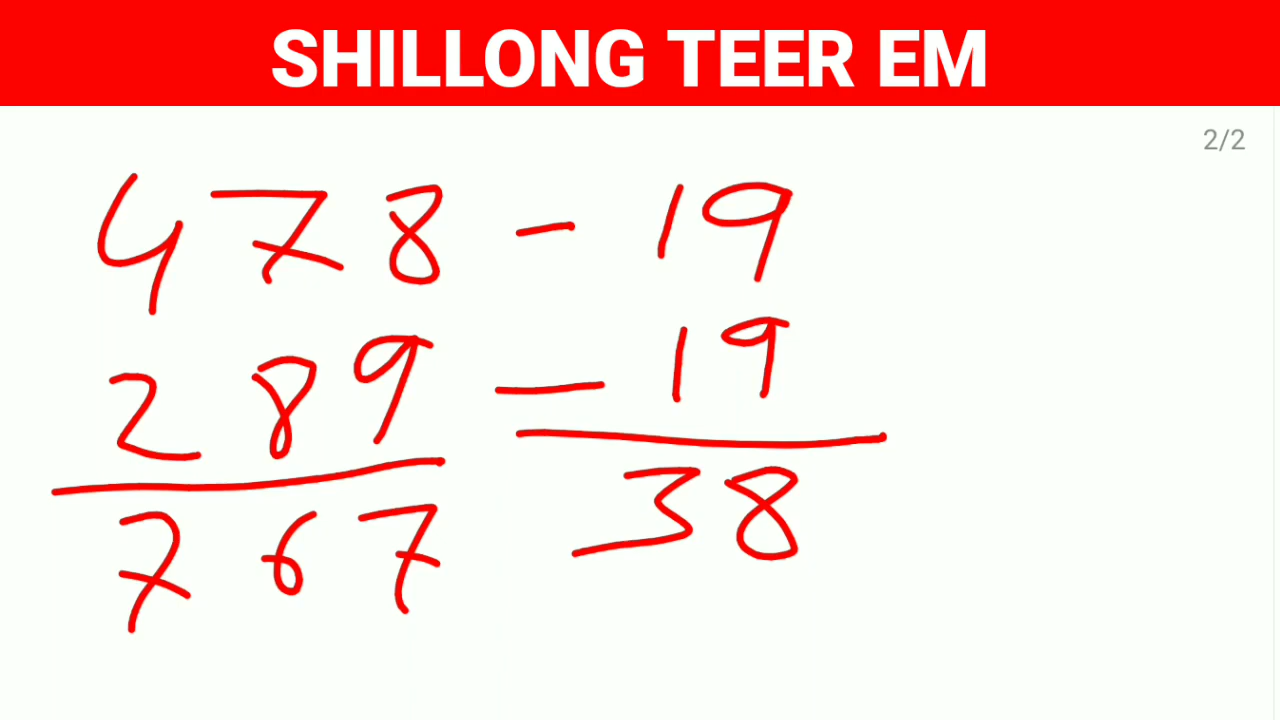 SHILLONG TEER EM
2/2
478 - 19
289 - 19
767 38